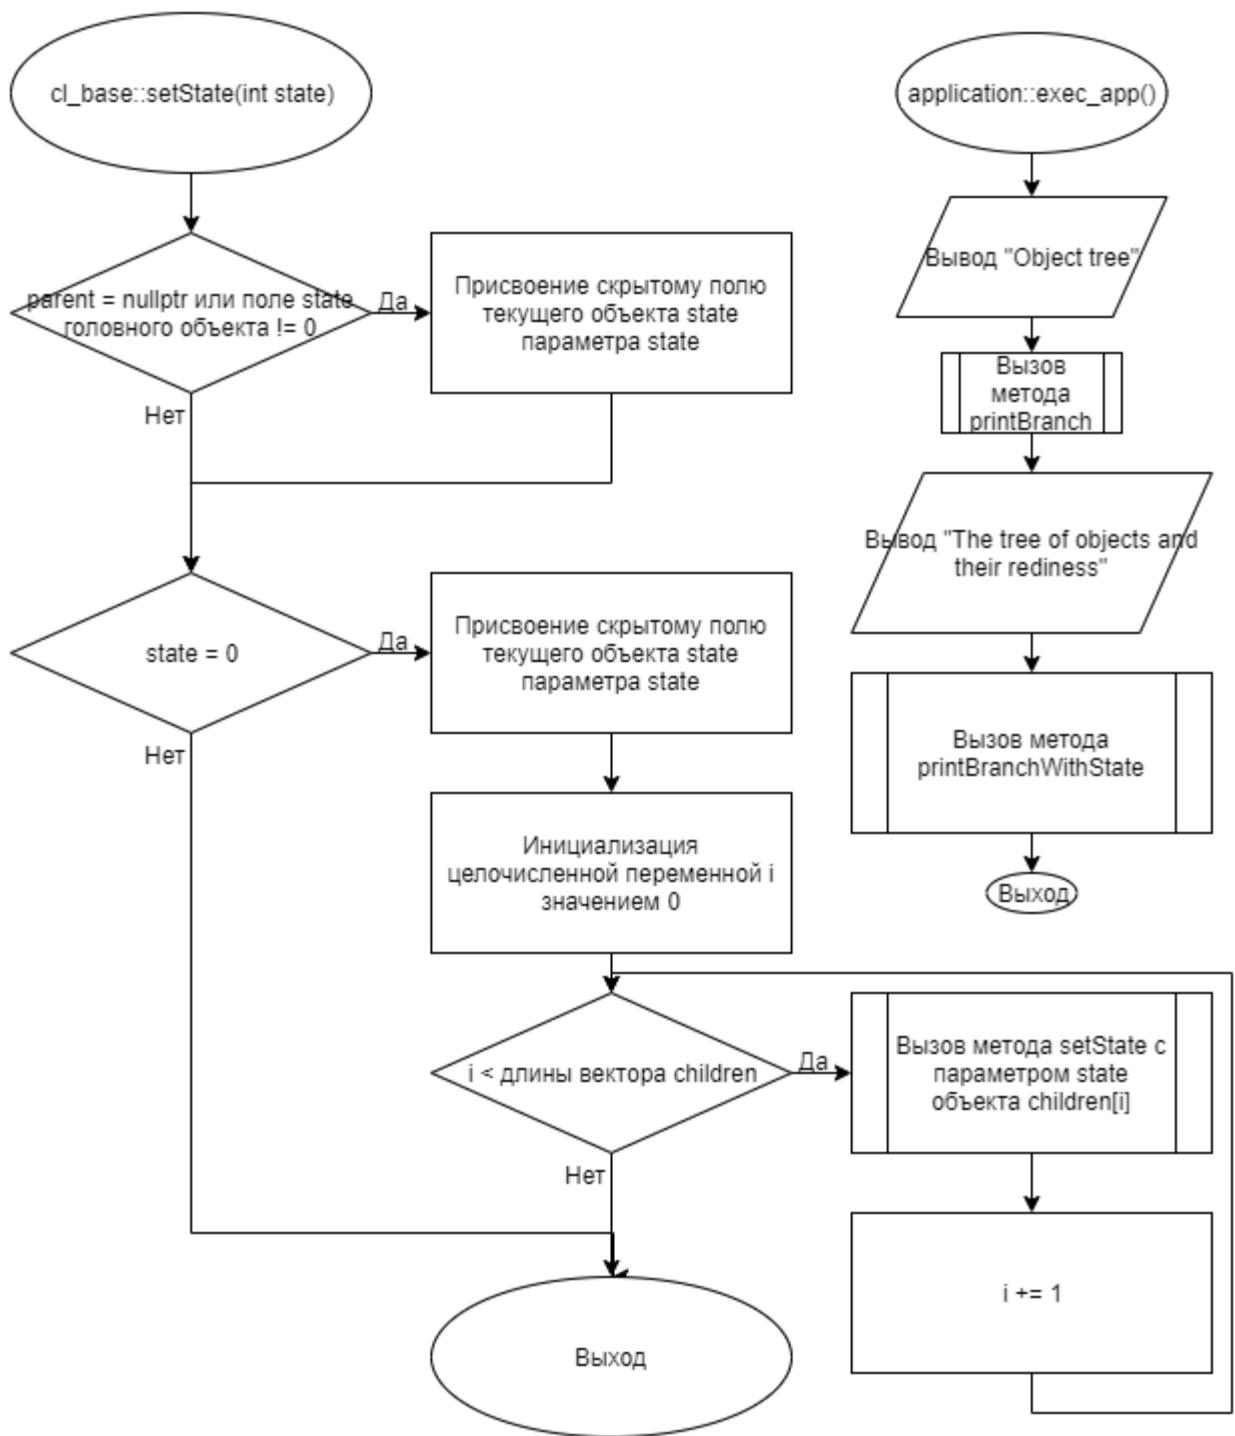 cl_base::setState(int state)
parent = nullptr или поле state
головного объекта != 0
Да
Присвоение скрытому полю
текущего объекта state
параметра state
Нет
state = 0
Да
Присвоение скрытому полю
текущего объекта state
параметра state
Нет
Инициализация
целочисленной переменной i
значением 0
i < длины вектора children
Да
Вызов метода setState с
параметром state
объекта children[i]
Нет
i += 1
Выход
application::exec_app()
Вывод "Object tree"
Вызов
метода
printBranch
Вывод "The tree of objects and
their rediness"
Вызов метода
printBranchWithState
Выход